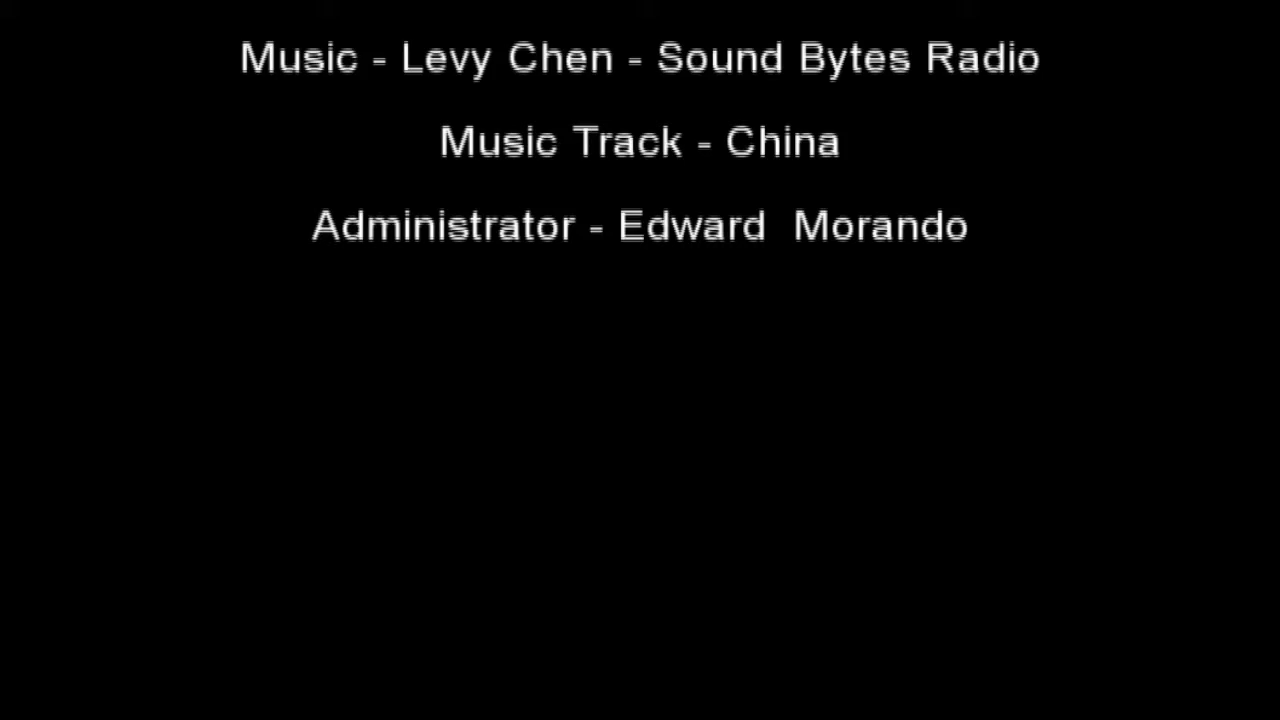 Music - Levy Chen - Sound Bytes Radio
Music Track - China
Administrator - Edward  Morando